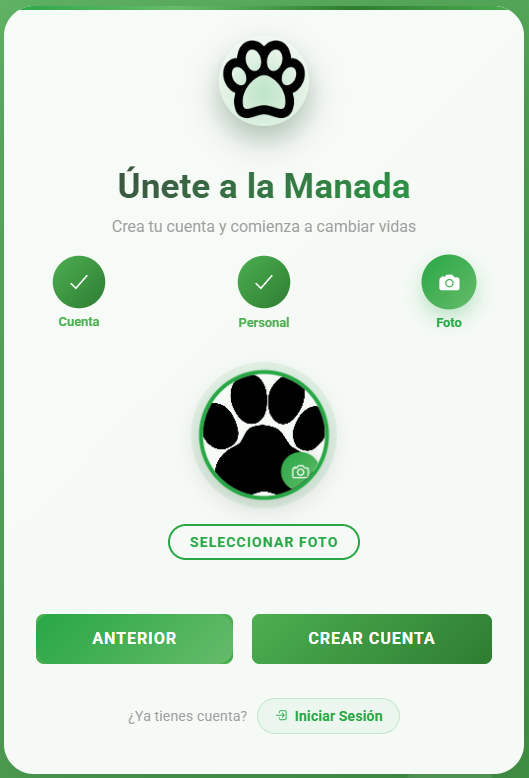 Únete a la Manada
Crea tu cuenta y comienza a cambiar vidas
Cuenta
Personal
Foto
SELECCIONAR FOTO
ANTERIOR
CREAR CUENTA
¿Ya tienes cuenta? Iniciar Sesión